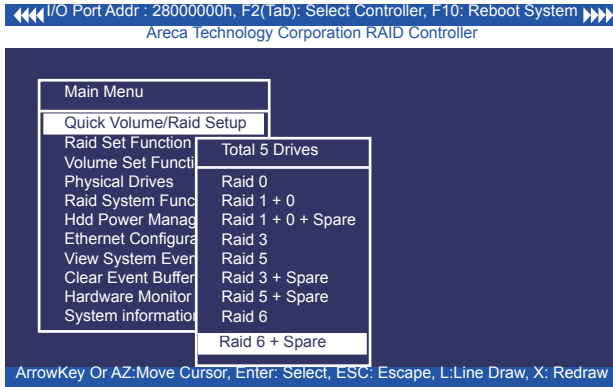 I/O Port Addr : 28000000h, F2(Tab): Select Controller, F10: Reboot System
Areca Technology Corporation RAID Controller
Main Menu
Quick Volume/Raid Setup
Raid Set Function
Volume Set Functi
Physical Drives
Raid System Func
Hdd Power Manag
Ethernet Configura
View System Even
Clear Event Buffer
Hardware Monitor
System information
Total 5 Drives
Raid 0
Raid 1 + 0
Raid 1 + 0 + Spare
Raid 3
Raid 5
Raid 3 + Spare
Raid 5 + Spare
Raid 6
Raid 6 + Spare
ArrowKey Or AZ:Move Cursor, Enter: Select, ESC: Escape, L:Line Draw, X: Redraw